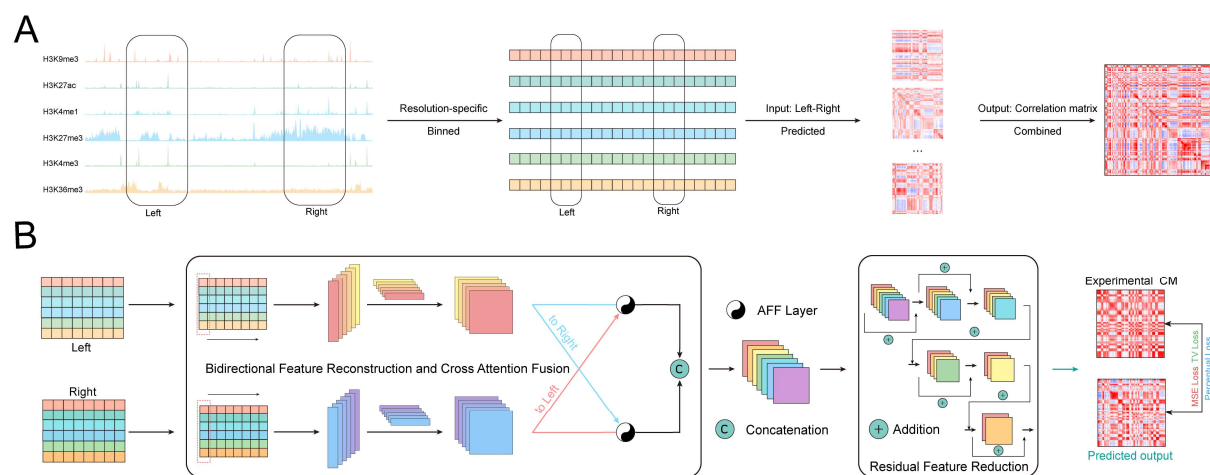 A
H3K9me3
H3K27ac
H3K4me1
H3K27me3
H3K4me3
H3K36me3
Left
Right
Resolution-specific
Binned
Left
Right
Input: Left-Right
Predicted
...
Output: Correlation matrix
Combined
B
Left
Right
Bidirectional Feature Reconstruction and Cross Attention Fusion
to Right
to Left
C
AFF Layer
C
Concatenation
+
+
+
+
+
+
+
Addition
Residual Feature Reduction
Experimental CM
MSE Loss TV Loss
Perceptual Loss
Predicted output